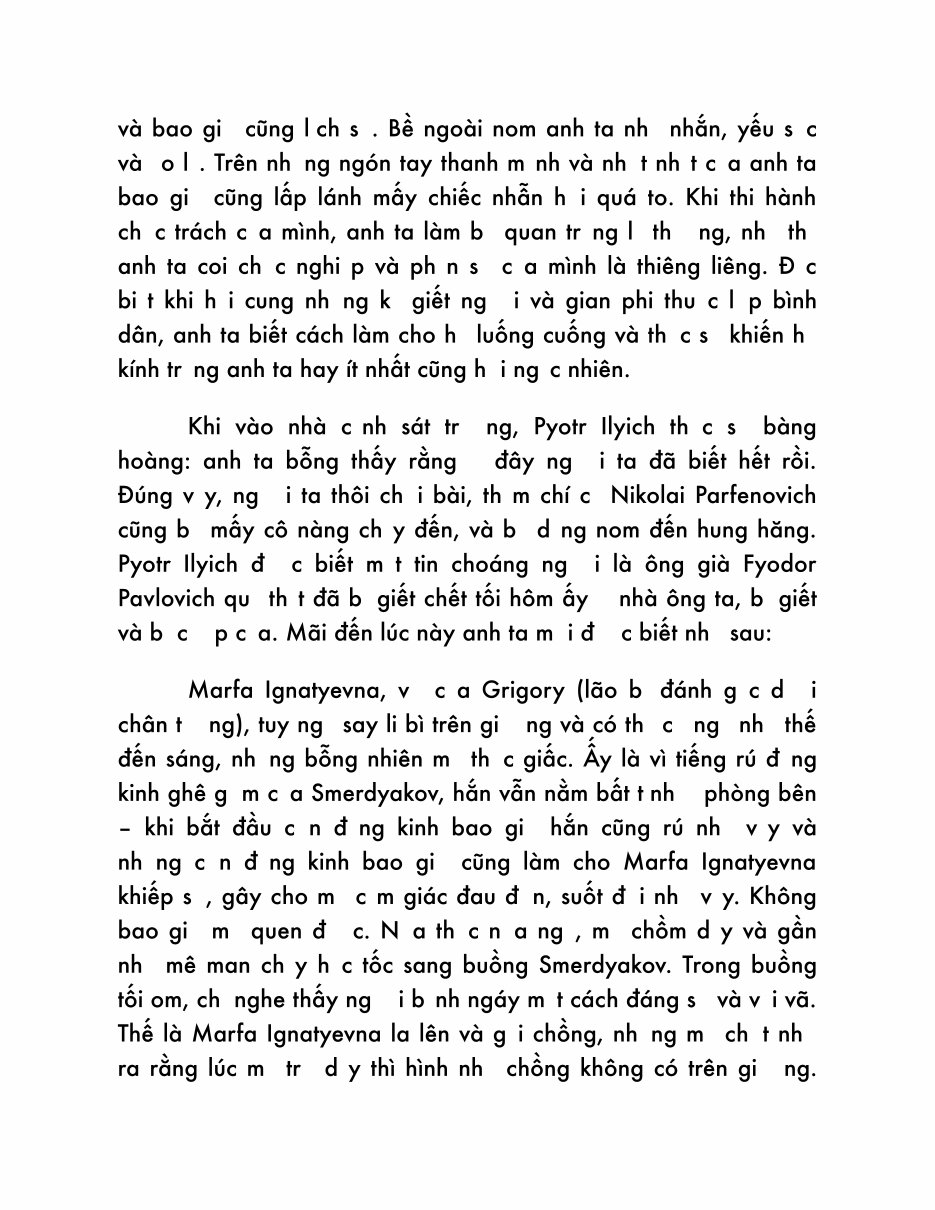 và bao gi cũng l ch s . Bề ngoài nom anh ta nh nhắn, yếu s c
và o l . Trên nh ng ngón tay thanh m nh và nh t nh t c a anh ta
bao gi cũng lấp lánh mấy chiếc nhẫn h i quá to. Khi thi hành
ch c trách c a mình, anh ta làm b quan tr ng l th ng, nh th
anh ta coi ch c nghi p và ph n s c a mình là thiêng liêng. Đ c
bi t khi h i cung nh ng k giết ng i và gian phi thu c l p bình
dân, anh ta biết cách làm cho h luống cuống và th c s khiến h
kính tr ng anh ta hay ít nhất cũng h i ng c nhiên.
Khi vào nhà c nh sát tr ng, Pyotr Ilyich th c s bàng
hoàng: anh ta bỗng thấy rằng đây ng i ta đã biết hết rồi.
Đúng v y, ng i ta thôi ch i bài, th m chí c Nikolai Parfenovich
cũng b mấy cô nàng ch y đến, và b d ng nom đến hung hăng.
Pyotr Ilyich đ c biết m t tin choáng ng i là ông già Fyodor
Pavlovich qu th t đã b giết chết tối hôm ấy nhà ông ta, b giết
và b c p c a. Mãi đến lúc này anh ta m i đ c biết nh sau:
Marfa Ignatyevna, v c a Grigory (lão b đánh g c d i
chân t ng), tuy ng say li bì trên gi ng và có th c ng nh thế
đến sáng, nh ng bỗng nhiên m th c giấc. Ấy là vì tiếng rú đ ng
kinh ghê g m c a Smerdyakov, hắn vẫn nằm bất t nh phòng bên
– khi bắt đầu c n đ ng kinh bao gi hắn cũng rú nh v y và
nh ng c n đ ng kinh bao gi cũng làm cho Marfa Ignatyevna
khiếp s , gây cho m c m giác đau đ n, suốt đ i nh v y. Không
bao gi m quen đ c. N a th c n a ng , m chồm d y và gần
nh mê man ch y h c tốc sang buồng Smerdyakov. Trong buồng
tối om, ch nghe thấy ng i b nh ngáy m t cách đáng s và v i vã.
Thế là Marfa Ignatyevna la lên và g i chồng, nh ng m ch t nh
ra rằng lúc m tr d y thì hình nh chồng không có trên gi ng.